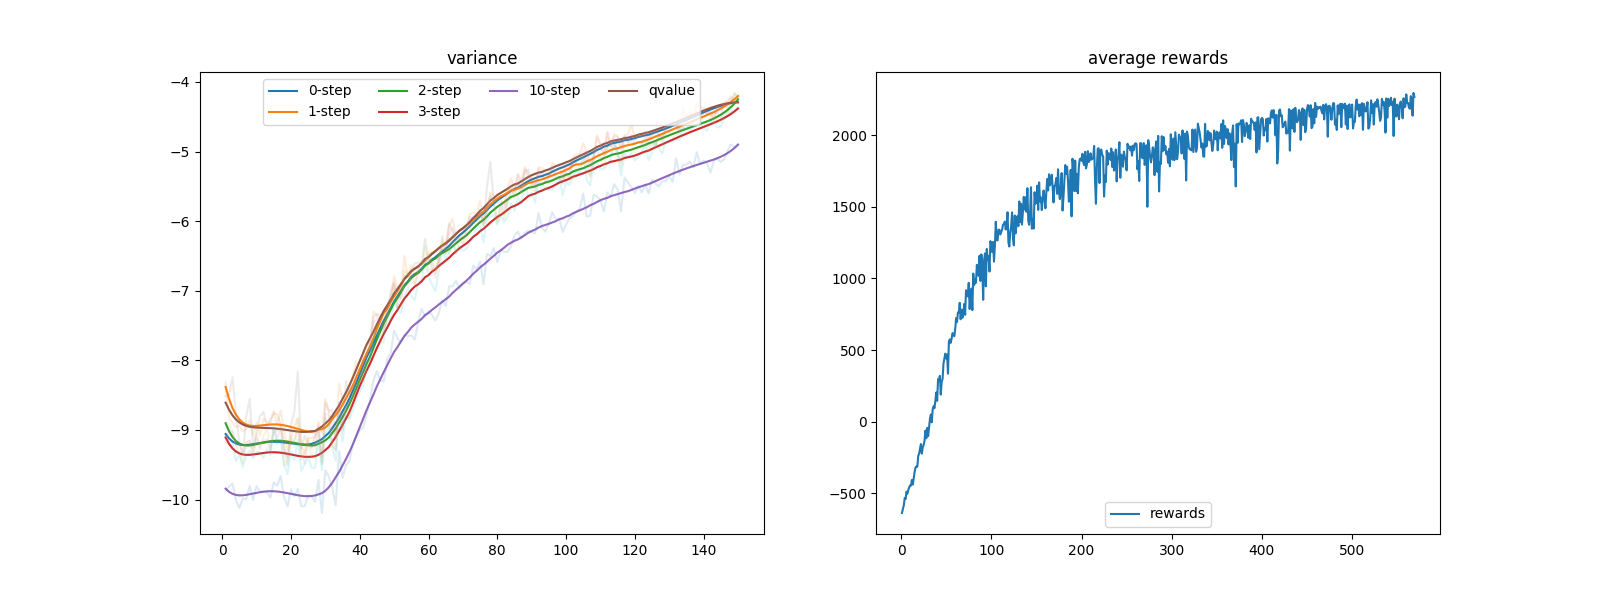 variance
0-step 2-step 10-step qvalue
1-step 3-step
−4
−5
−6
−7
−8
−9
−10
0 20 40 60 80 100 120 140
average rewards
2000
1500
1000
500
0
−500
rewards
0 100 200 300 400 500